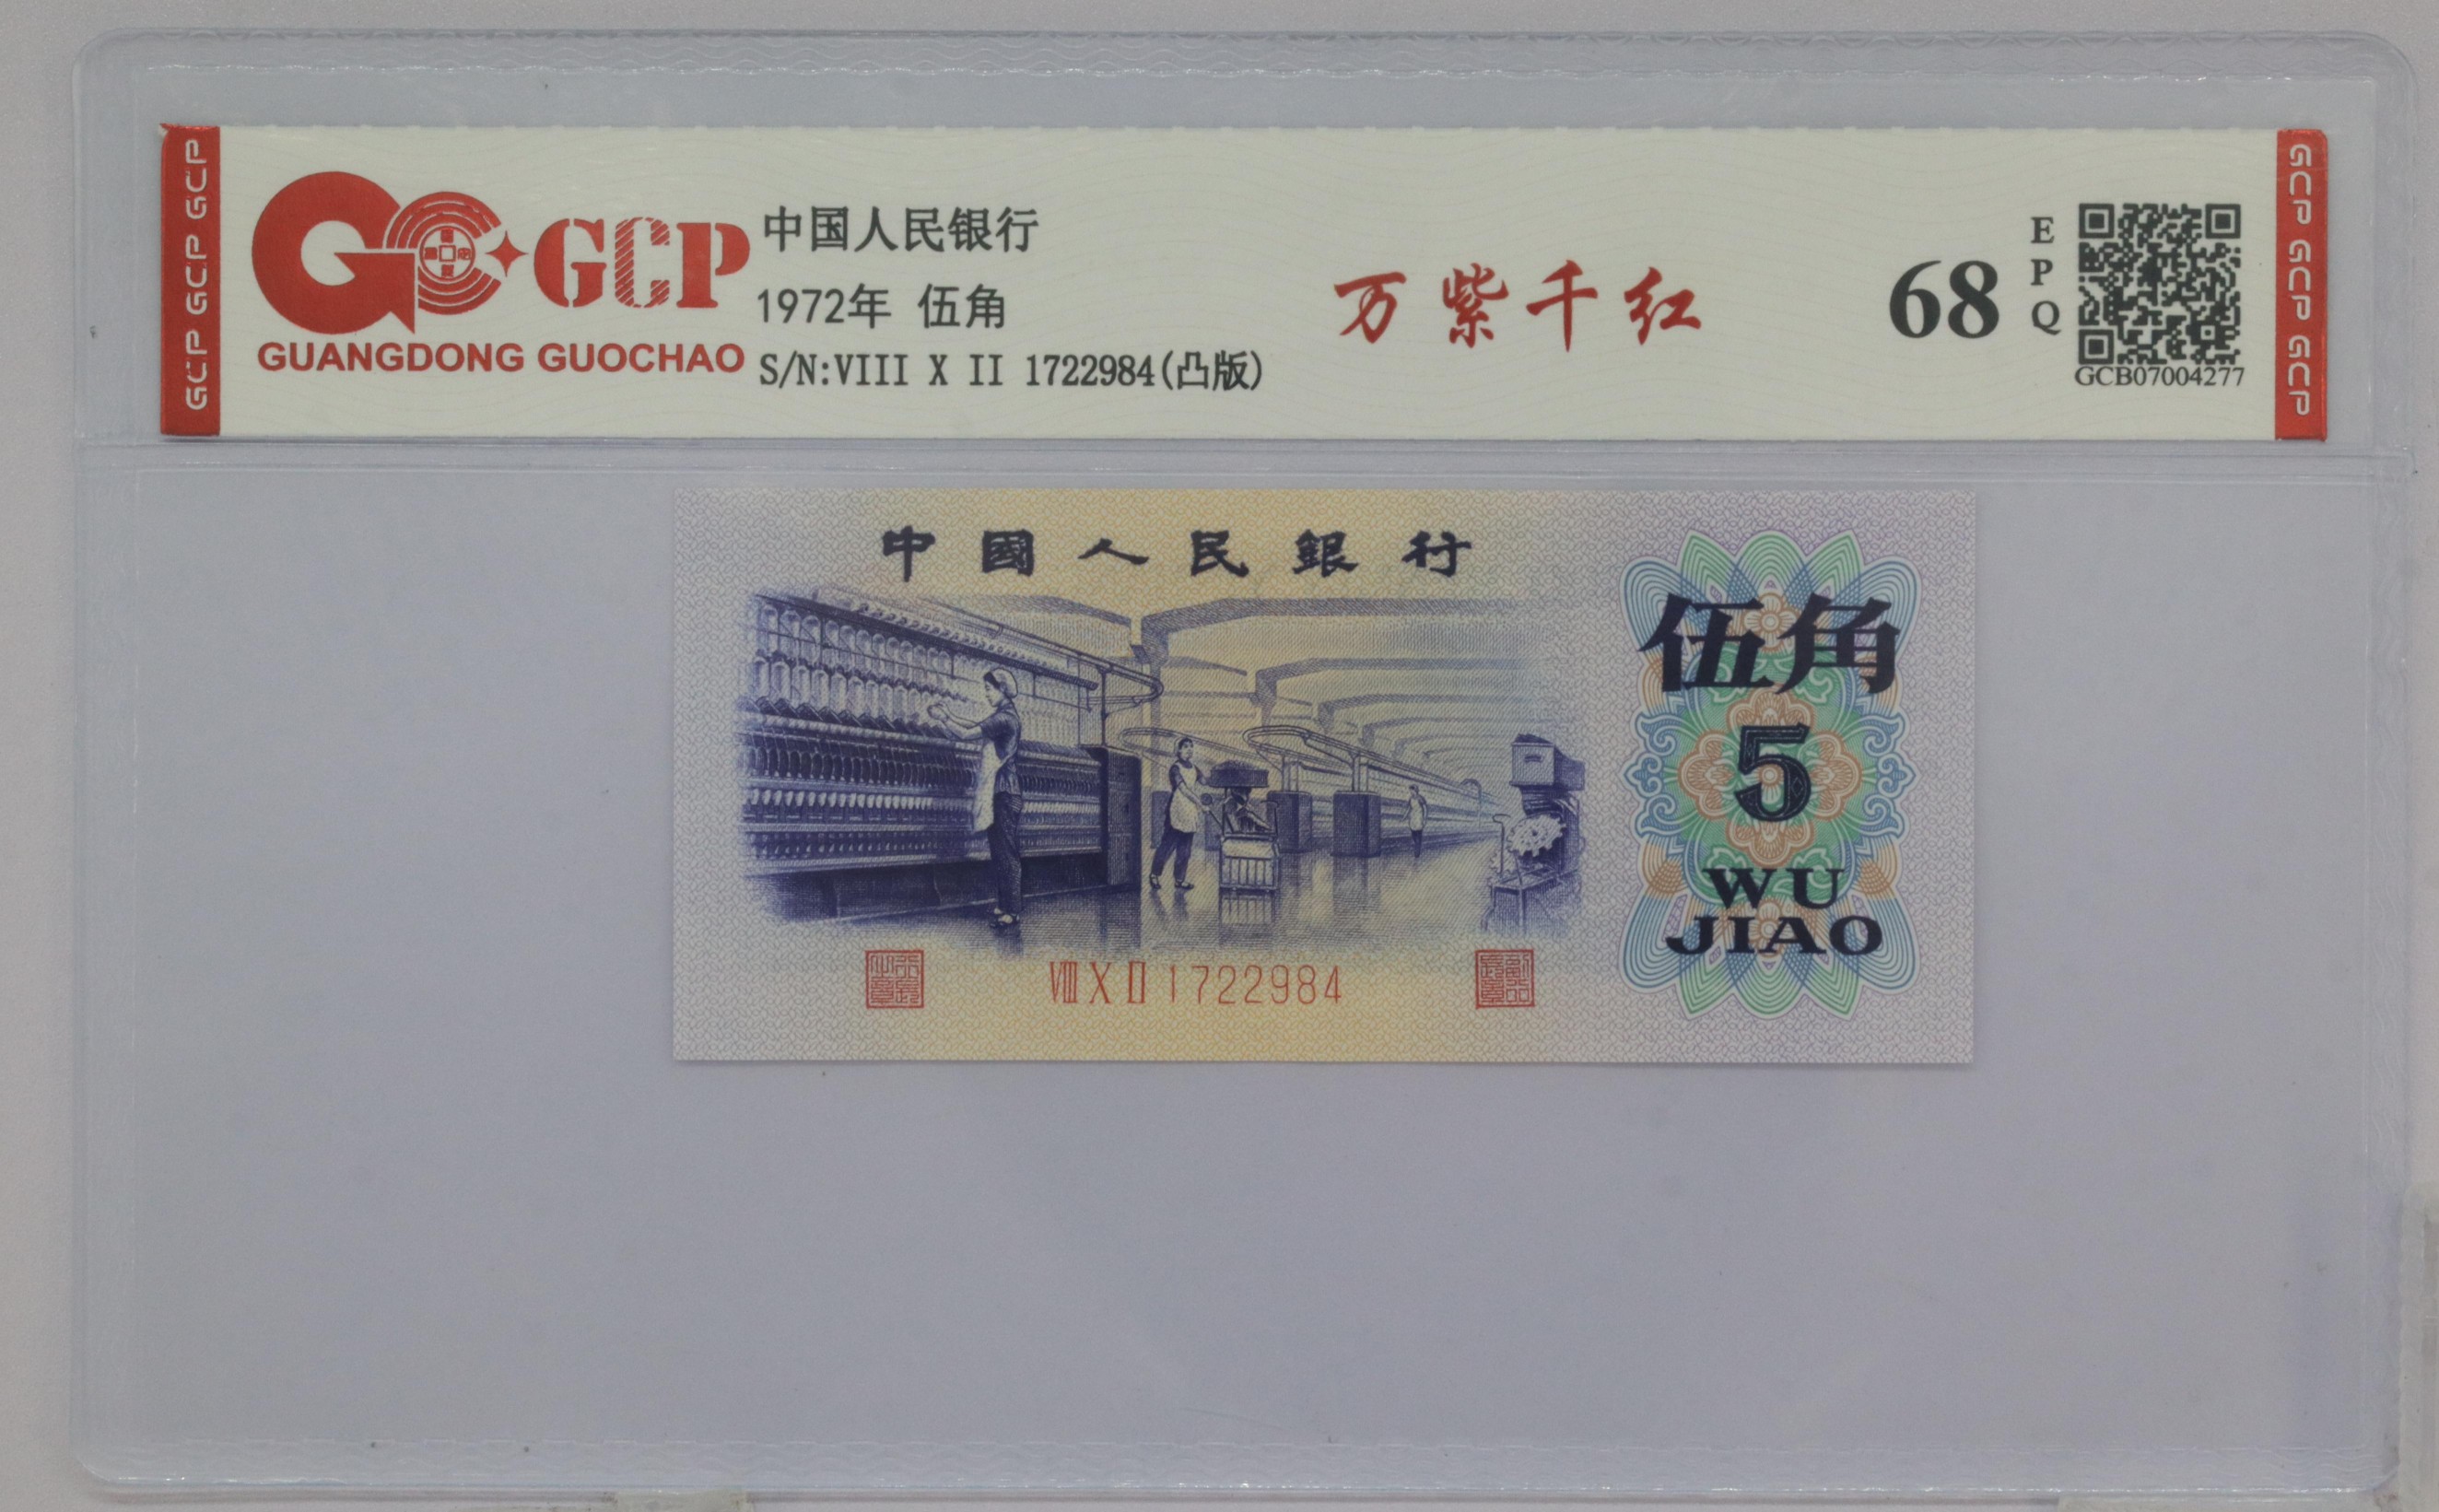 GCP GCP GCP
GCP
GUANGDONG GUOCHAO
中国人民银行
1972年 伍角
S/N:VIII X II 1722984(凸版)
万紫千红
68
EPQ
GCB07004277
GCP GCP GCP
中國人民銀行
伍角
5
WU
JIAO
VIII X II 1722984